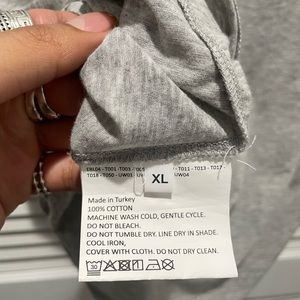 XL
Made in Turkey
100% COTTON
MACHINE WASH COLD, GENTLE CYCLE.
DO NOT BLEACH.
DO NOT TUMBLE DRY. LINE DRY IN SHADE.
COOL IRON,
COVER WITH CLOTH. DO NOT DRY CLEAN.
30